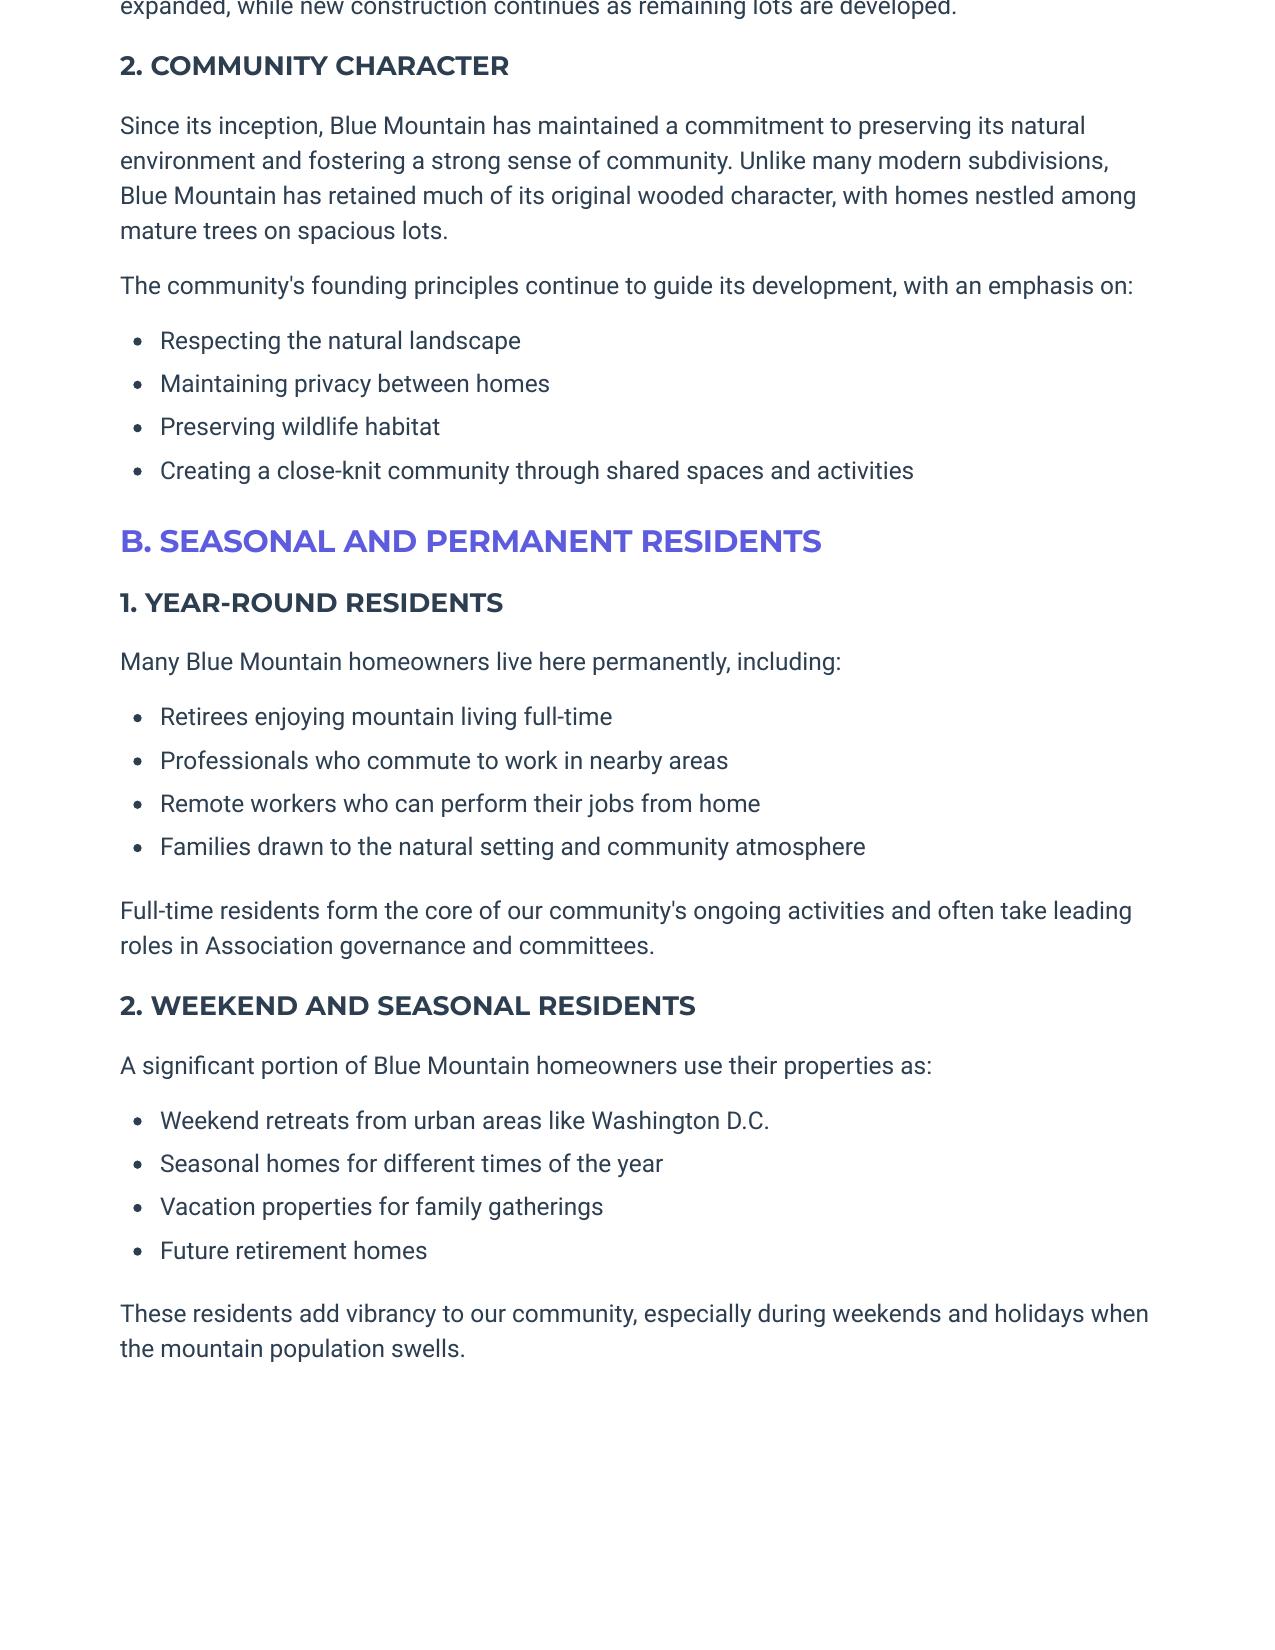 expanded, while new construction continues as remaining lots are developed.
2. COMMUNITY CHARACTER
Since its inception, Blue Mountain has maintained a commitment to preserving its natural
environment and fostering a strong sense of community. Unlike many modern subdivisions,
Blue Mountain has retained much of its original wooded character, with homes nestled among
mature trees on spacious lots.
The community's founding principles continue to guide its development, with an emphasis on:
• Respecting the natural landscape
• Maintaining privacy between homes
• Preserving wildlife habitat
• Creating a close-knit community through shared spaces and activities
B. SEASONAL AND PERMANENT RESIDENTS
1. YEAR-ROUND RESIDENTS
Many Blue Mountain homeowners live here permanently, including:
• Retirees enjoying mountain living full-time
• Professionals who commute to work in nearby areas
• Remote workers who can perform their jobs from home
• Families drawn to the natural setting and community atmosphere
Full-time residents form the core of our community's ongoing activities and often take leading
roles in Association governance and committees.
2. WEEKEND AND SEASONAL RESIDENTS
A significant portion of Blue Mountain homeowners use their properties as:
• Weekend retreats from urban areas like Washington D.C.
• Seasonal homes for different times of the year
• Vacation properties for family gatherings
• Future retirement homes
These residents add vibrancy to our community, especially during weekends and holidays when
the mountain population swells.